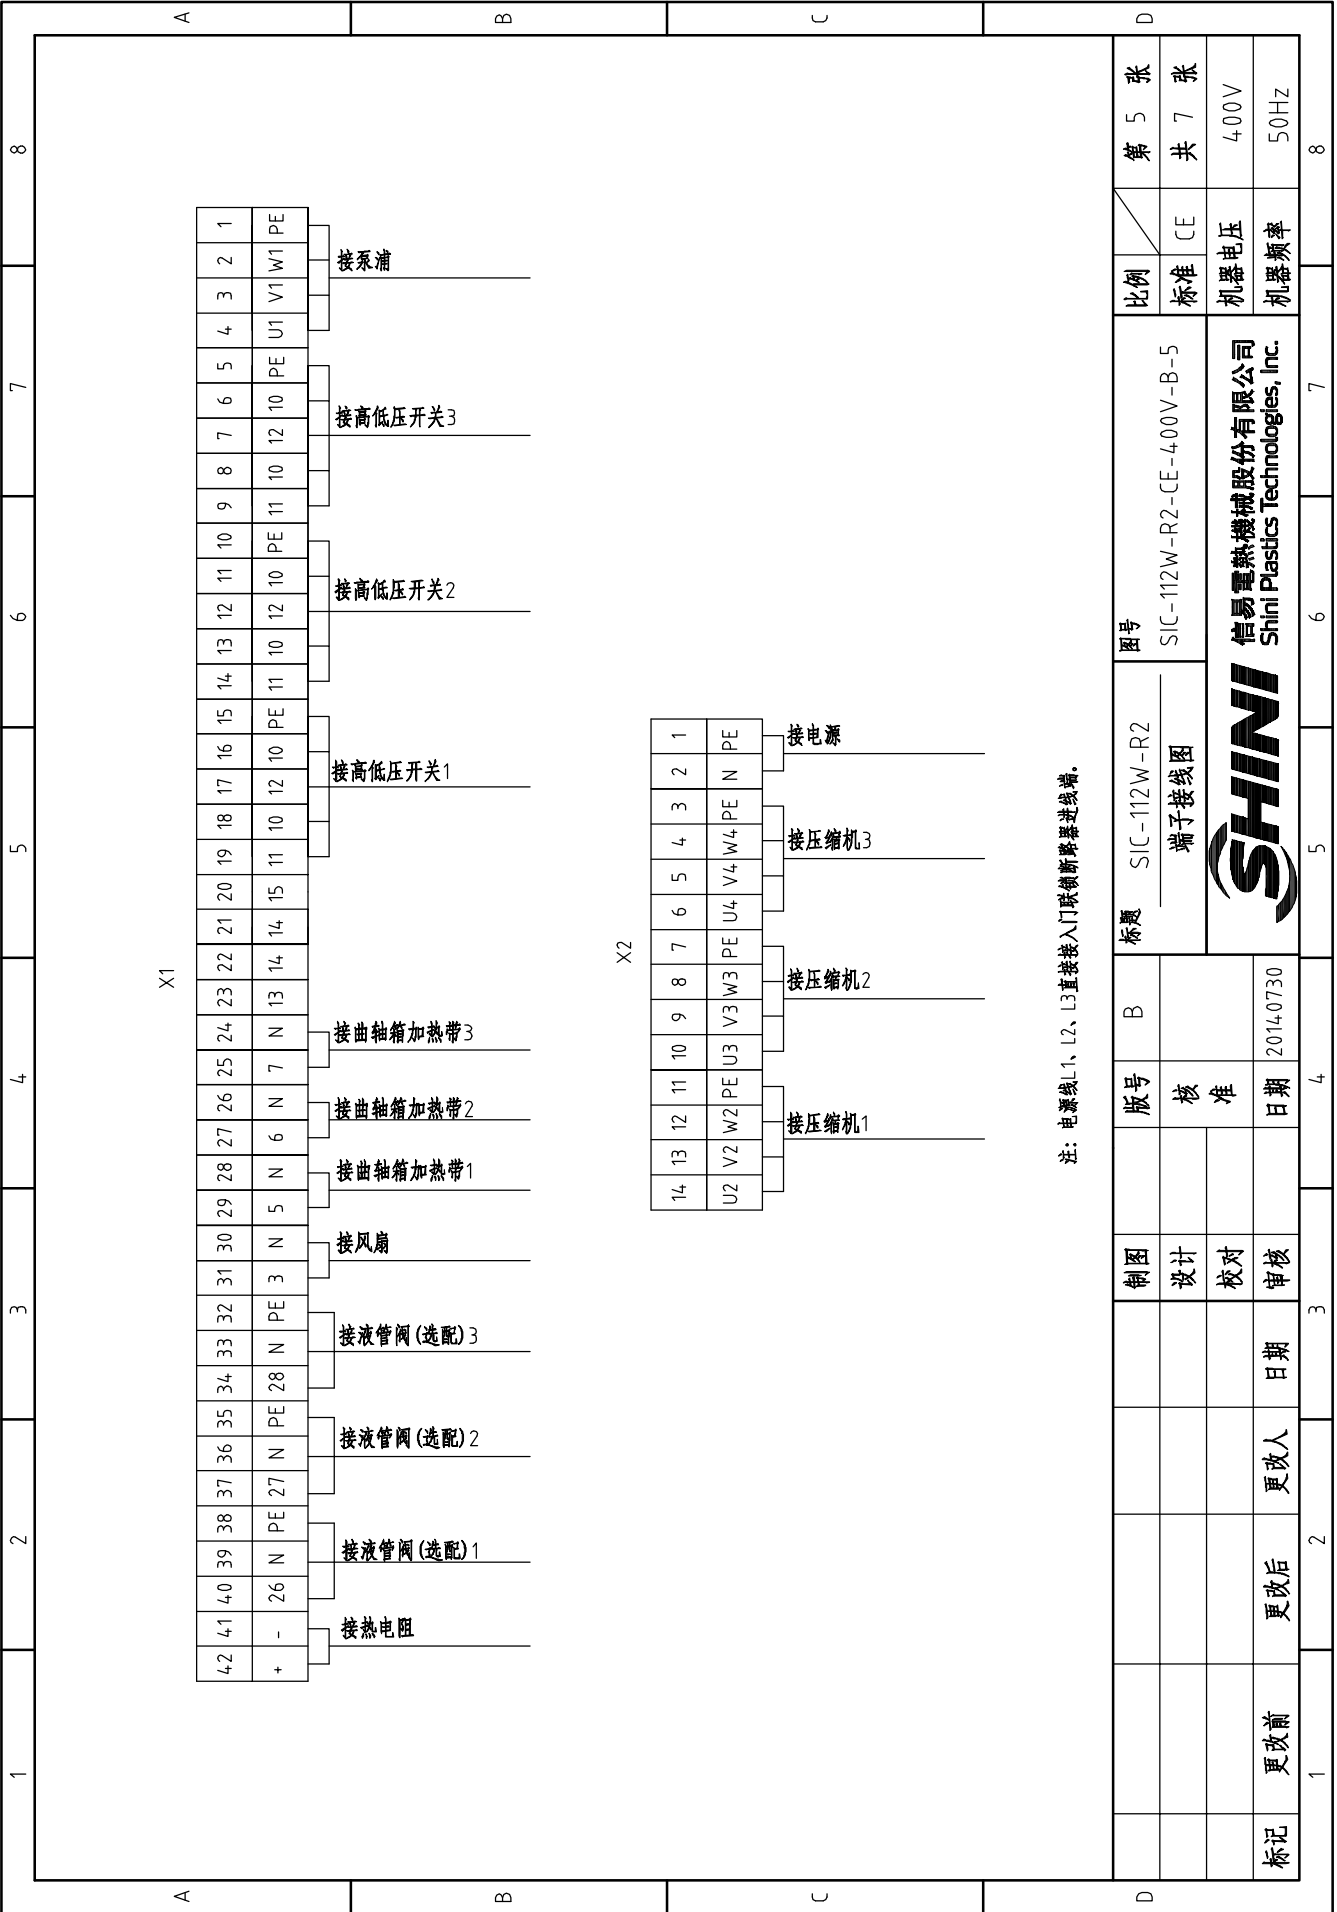 1 2 3 4 5 6 7 8
A A
B B
C C
D D
X1
42 41 40 39 38 37 36 35 34 33 32 31 30 29 28 27 26 25 24 23 22 21 20 19 18 17 16 15 14 13 12 11 10 9 8 7 6 5 4 3 2 1
+ - 26 N PE 27 N PE 28 N PE 3 N 5 N 6 N 7 N 13 14 14 15 11 10 12 10 PE 11 10 12 10 PE 11 10 12 10 PE U1 V1 W1 PE
接热电阻
接液管阀(选配)1
接液管阀(选配)2
接液管阀(选配)3
接风扇
接曲轴箱加热带1
接曲轴箱加热带2
接曲轴箱加热带3
接高低压开关1
接高低压开关2
接高低压开关3
接泵浦
X2
14 13 12 11 10 9 8 7 6 5 4 3 2 1
U2 V2 W2 PE U3 V3 W3 PE U4 V4 W4 PE N PE
接压缩机1
接压缩机2
接压缩机3
接电源
注：电源线L1、L2、L3直接接入门联锁断路器进线端。
标记 更改前 更改后 更改人 日期
制图
设计
校对
审核
版号 B
核准
日期 20140730
标题
SIC-112W-R2
端子接线图
图号
SIC-112W-R2-CE-400V-B-5
比例
标准 CE
第 5 张
共 7 张
机器电压 400V
机器频率 50Hz
SHINI
信易電熱機械股份有限公司
Shini Plastics Technologies, Inc.
1 2 3 4 5 6 7 8